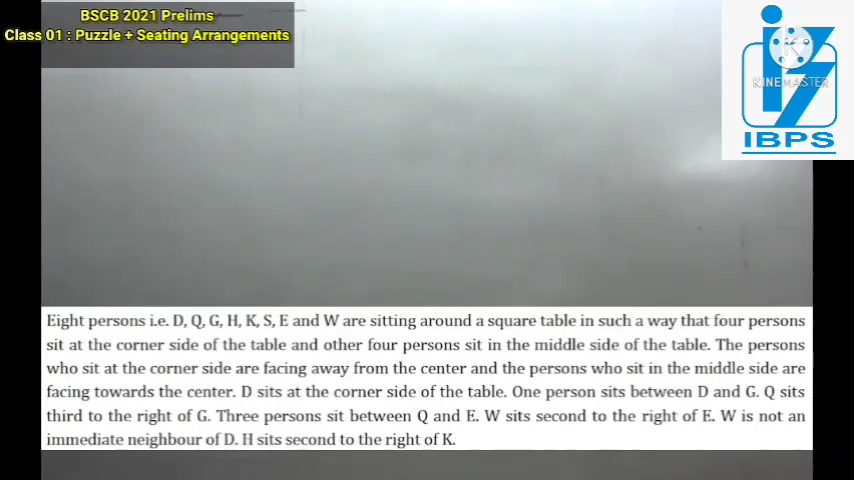 BSCB 2021 Prelims
Class 01 : Puzzle + Seating Arrangements
KINEMASTER
IBPS
Eight persons i.e. D, Q, G, H, K, S, E and W are sitting around a square table in such a way that four persons
sit at the corner side of the table and other four persons sit in the middle side of the table. The persons
who sit at the corner side are facing away from the center and the persons who sit in the middle side are
facing towards the center. D sits at the corner side of the table. One person sits between D and G. Q sits
third to the right of G. Three persons sit between Q and E. W sits second to the right of E. W is not an
immediate neighbour of D. H sits second to the right of K.